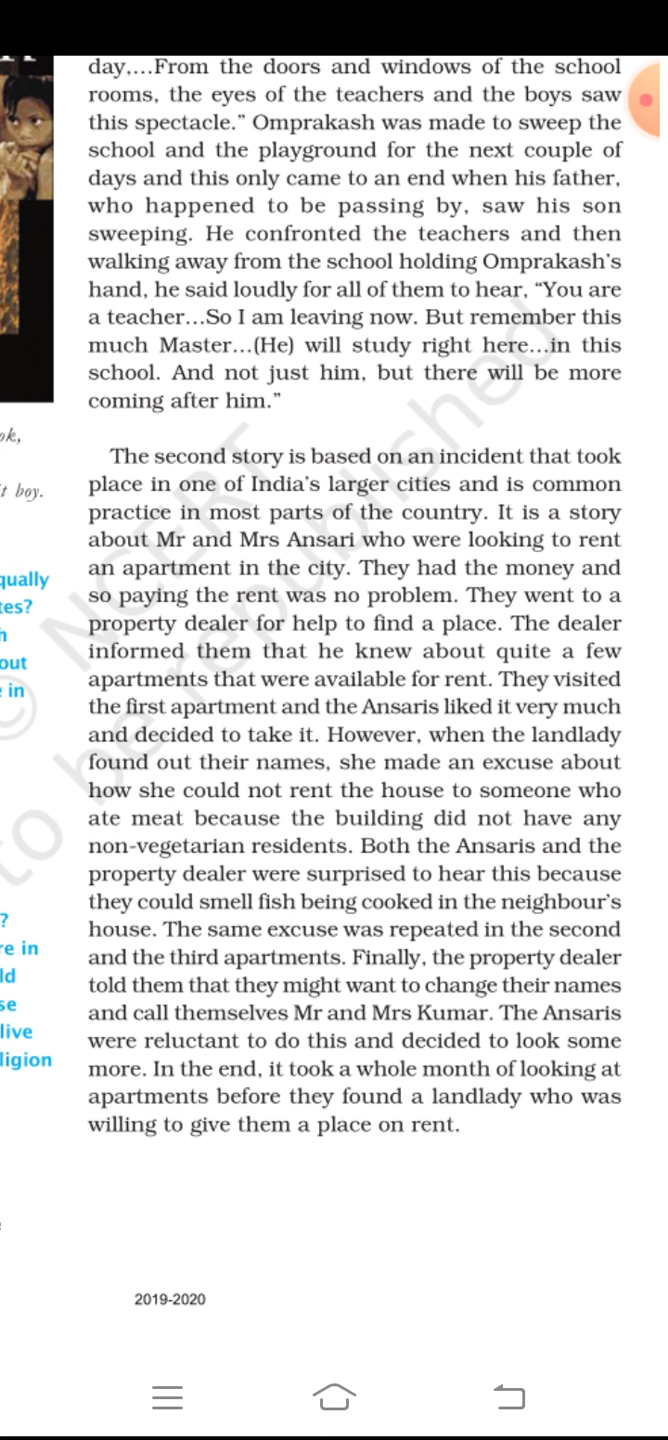 day,...From the doors and windows of the school
rooms, the eyes of the teachers and the boys saw
this spectacle.” Omprakash was made to sweep the
school and the playground for the next couple of
days and this only came to an end when his father,
who happened to be passing by, saw his son
sweeping. He confronted the teachers and then
walking away from the school holding Omprakash’s
hand, he said loudly for all of them to hear, “You are
a teacher...So I am leaving now. But remember this
much Master...(He) will study right here...in this
school. And not just him, but there will be more
coming after him.”
ok,
t boy.
The second story is based on an incident that took
place in one of India’s larger cities and is common
practice in most parts of the country. It is a story
about Mr and Mrs Ansari who were looking to rent
an apartment in the city. They had the money and
so paying the rent was no problem. They went to a
property dealer for help to find a place. The dealer
informed them that he knew about quite a few
apartments that were available for rent. They visited
the first apartment and the Ansaris liked it very much
and decided to take it. However, when the landlady
found out their names, she made an excuse about
how she could not rent the house to someone who
ate meat because the building did not have any
non-vegetarian residents. Both the Ansaris and the
property dealer were surprised to hear this because
they could smell fish being cooked in the neighbour’s
house. The same excuse was repeated in the second
and the third apartments. Finally, the property dealer
told them that they might want to change their names
and call themselves Mr and Mrs Kumar. The Ansaris
were reluctant to do this and decided to look some
more. In the end, it took a whole month of looking at
apartments before they found a landlady who was
willing to give them a place on rent.
qually
tes?
h
out
in
?
re in
ld
se
live
ligion
© NCERT
to be republished
2019-2020